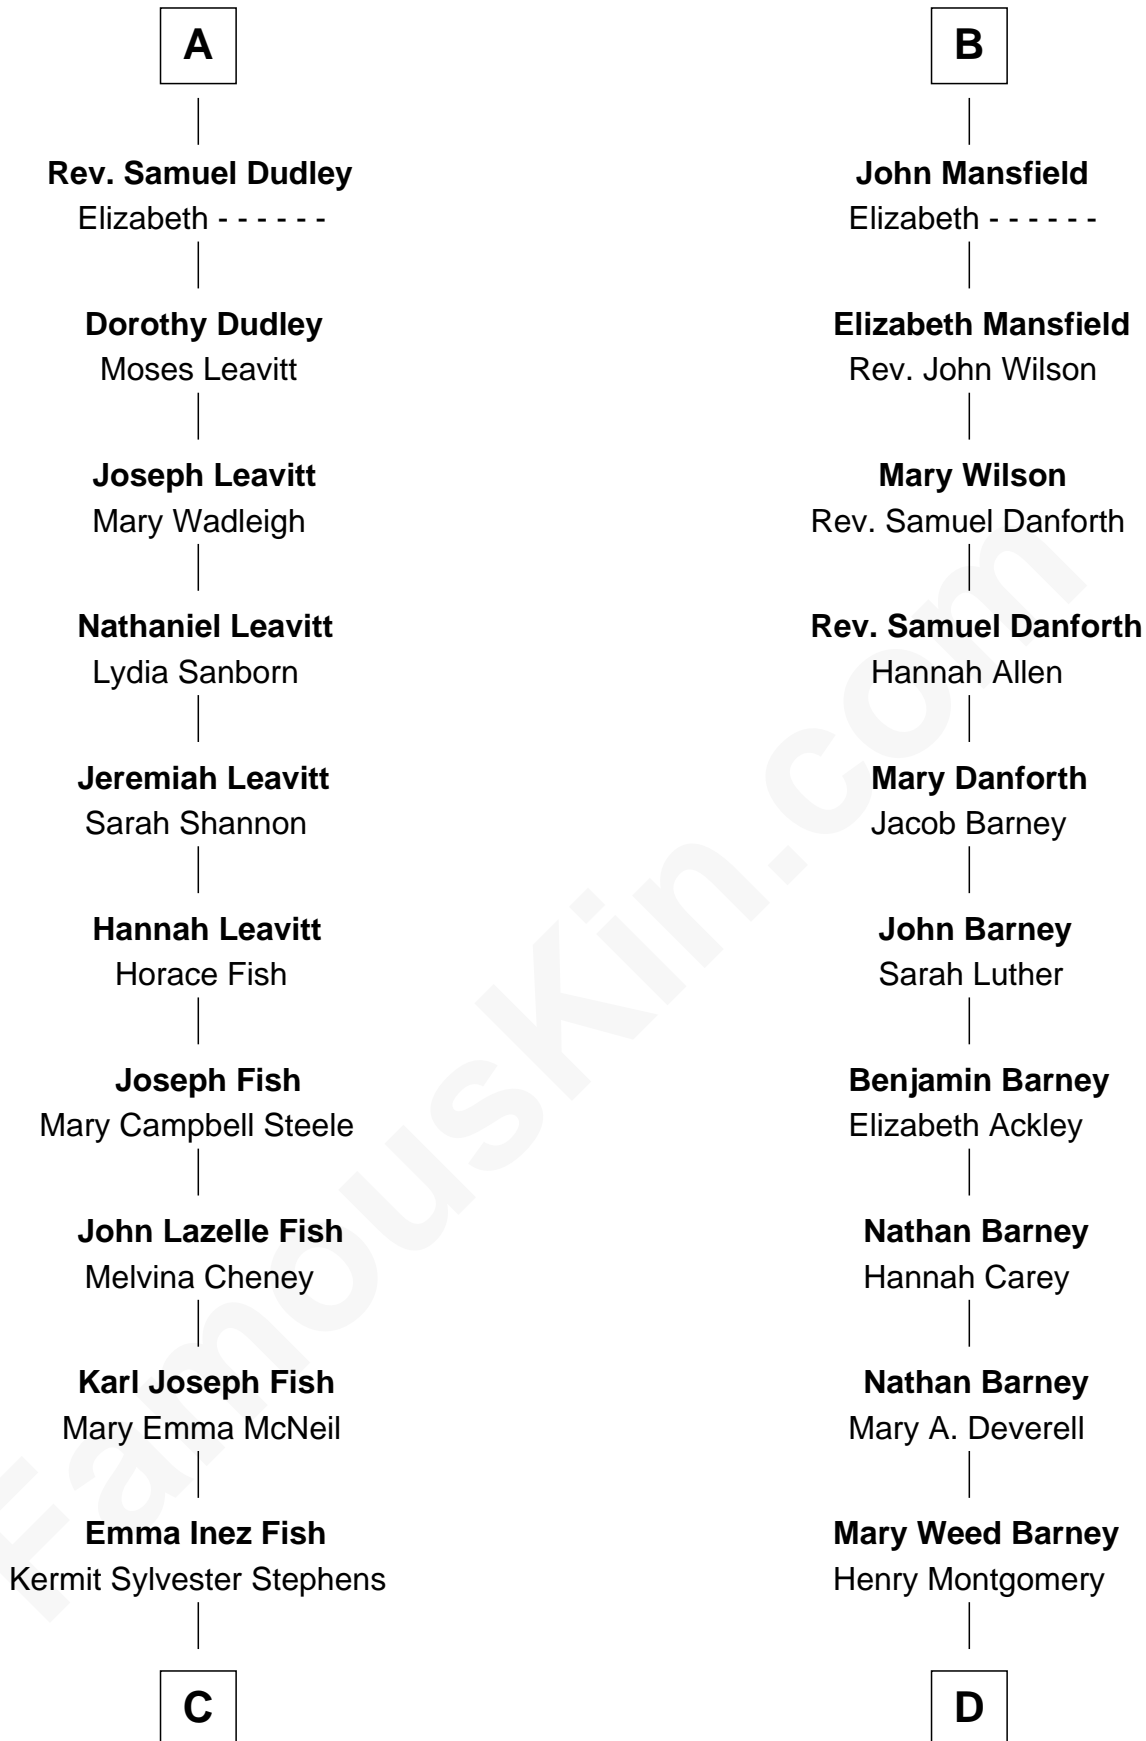 A
Rev. Samuel Dudley
Elizabeth - - - - - -
Dorothy Dudley
Moses Leavitt
Joseph Leavitt
Mary Wadleigh
Nathaniel Leavitt
Lydia Sanborn
Jeremiah Leavitt
Sarah Shannon
Hannah Leavitt
Horace Fish
Joseph Fish
Mary Campbell Steele
John Lazelle Fish
Melvina Cheney
Karl Joseph Fish
Mary Emma McNeil
Emma Inez Fish
Kermit Sylvester Stephens
C
B
John Mansfield
Elizabeth - - - - - -
Elizabeth Mansfield
Rev. John Wilson
Mary Wilson
Rev. Samuel Danforth
Rev. Samuel Danforth
Hannah Allen
Mary Danforth
Jacob Barney
John Barney
Sarah Luther
Benjamin Barney
Elizabeth Ackley
Nathan Barney
Hannah Carey
Nathan Barney
Mary A. Deverell
Mary Weed Barney
Henry Montgomery
D
FamousKin.com